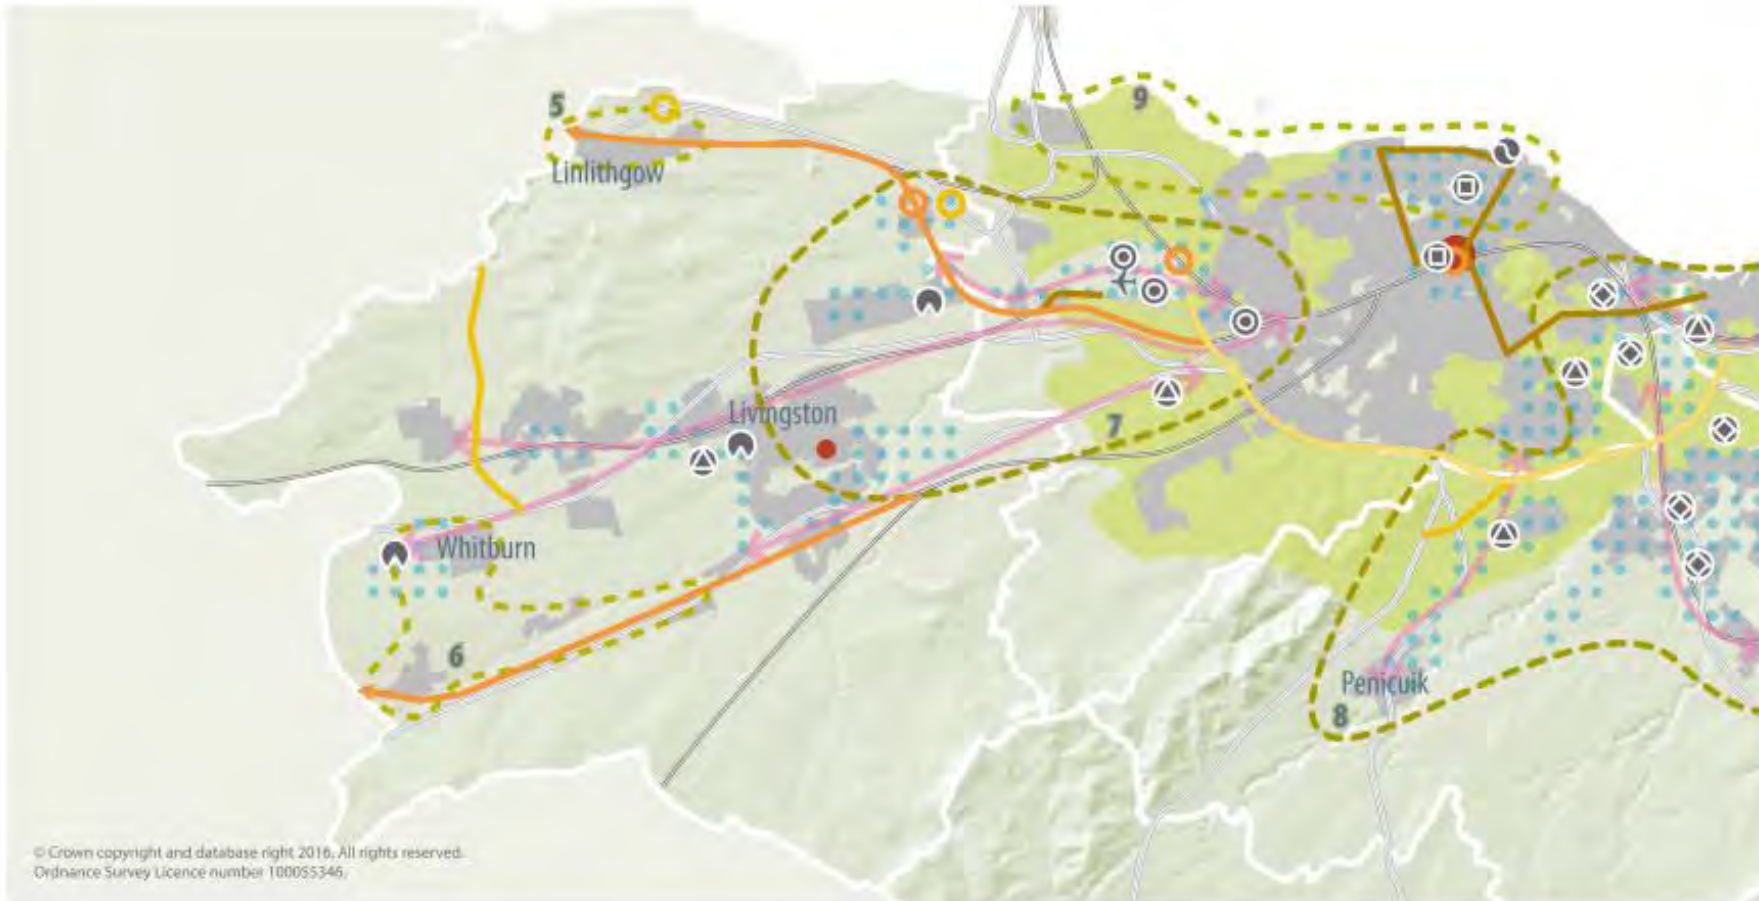 5
9
Linlithgow
Livingston
7
Whitburn
6
Penicuik
8
© Crown copyright and database right 2016. All rights reserved.
Ordnance Survey Licence number 100055346.